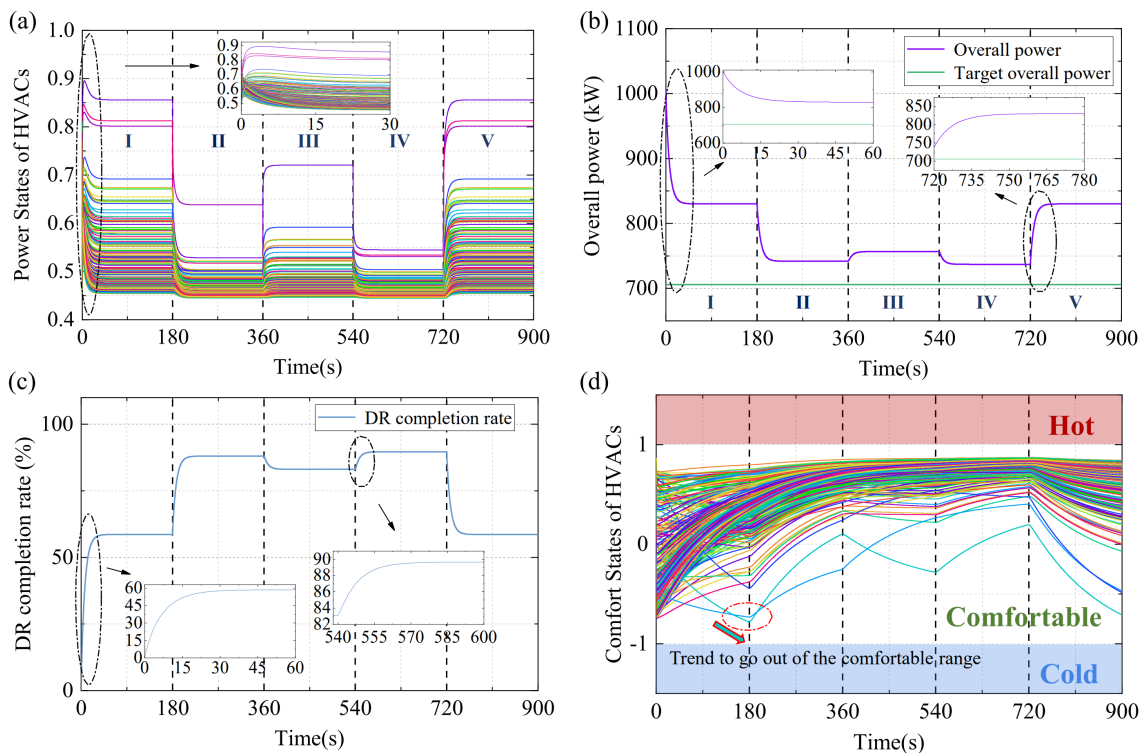 (a)
Power States of HVACs
1.0
0.9
0.8
0.7
0.6
0.5
0.4
0.9
0.8
0.7
0.6
0.5
0 15 30
I II III IV V
0 180 360 540 720 900
Time(s)
(b)
Overall power (kW)
1100
1000
900
800
700
Overall power
Target overall power
1000
800
600
0 15 30 45 60
850
800
750
700
720 735 740 760 780
I II III IV V
0 180 360 540 720 900
Time(s)
(c)
DR completion rate (%)
100
50
0
DR completion rate
60
45
30
15
0
0 15 30 45 60
90
88
86
84
82
540 555 570 585 600
0 180 360 540 720 900
Time(s)
(d)
Comfort States of HVACs
1
0
-1
Hot
Comfortable
Trend to go out of the comfortable range
Cold
0 180 360 540 720 900
Time(s)